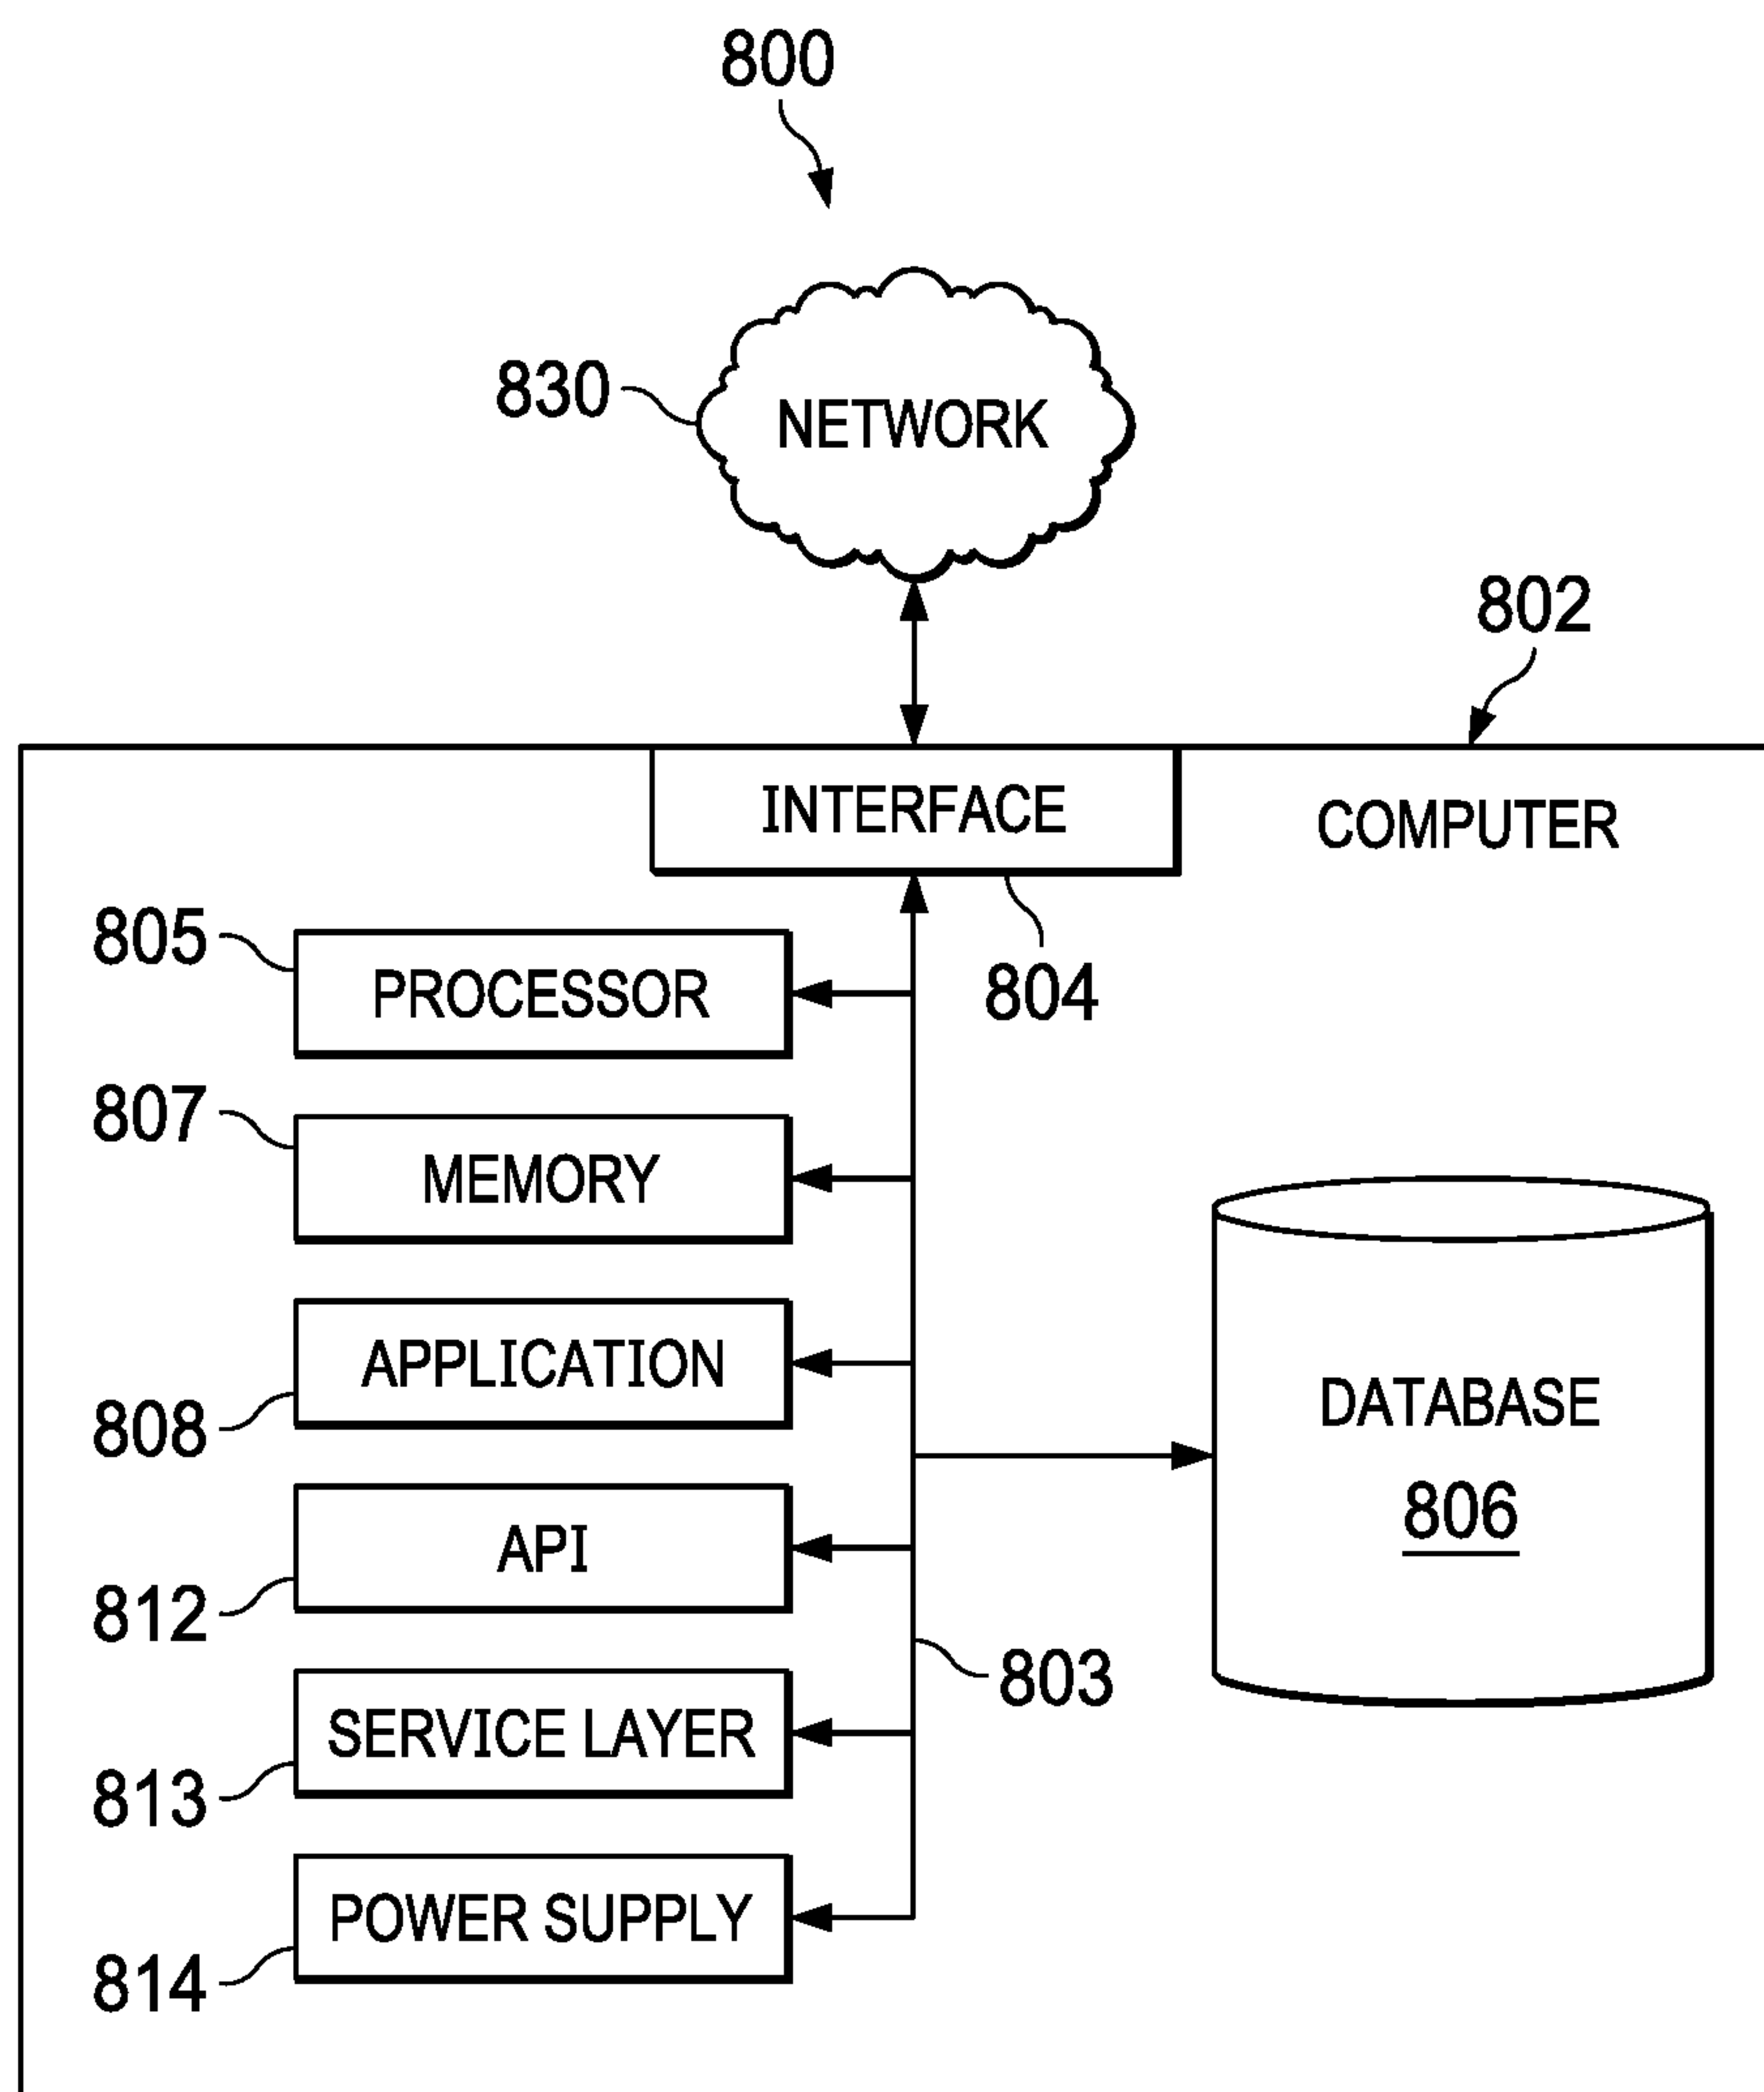 800
830
NETWORK
802
INTERFACE
COMPUTER
805
PROCESSOR
804
807
MEMORY
APPLICATION
808
DATABASE
806
API
812
803
SERVICE LAYER
813
POWER SUPPLY
814